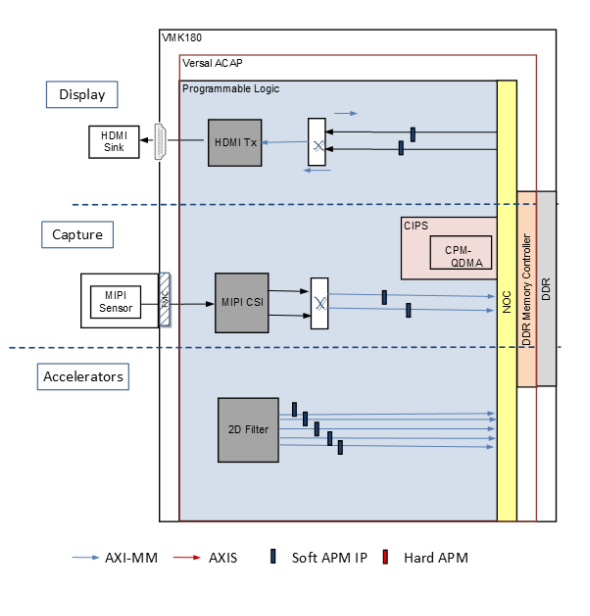 VMK180
Versal ACAP
Programmable Logic
Display
HDMI
Sink
HDMI Tx
Capture
CIPS
CPM-
QDMA
MIPI
Sensor
FMC
MIPI CSI
NOC
DDR Memory Controller
DDR
Accelerators
2D Filter
AXI-MM
AXIS
Soft APM IP
Hard APM